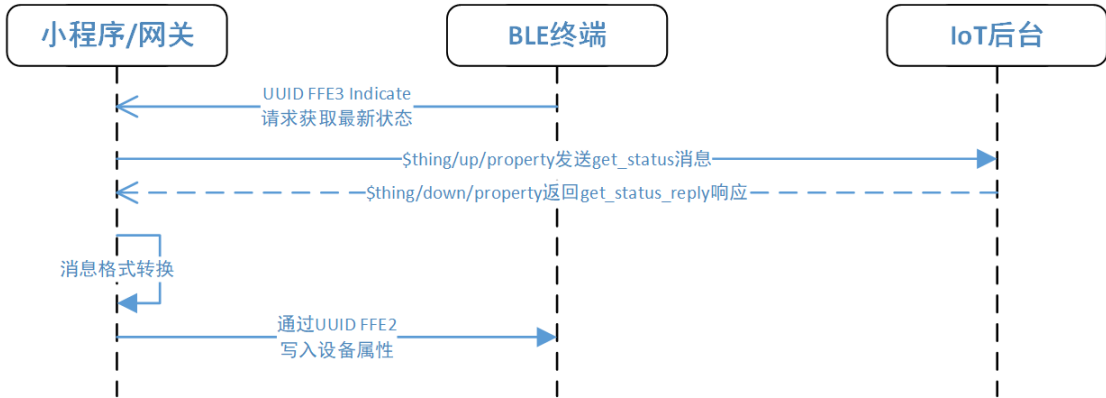 小程序/网关
BLE终端
IoT后台
UUID FFE3 Indicate
请求获取最新状态
$thing/up/property发送get_status消息
$thing/down/property返回get_status_reply响应
消息格式转换
通过UUID FFE2
写入设备属性